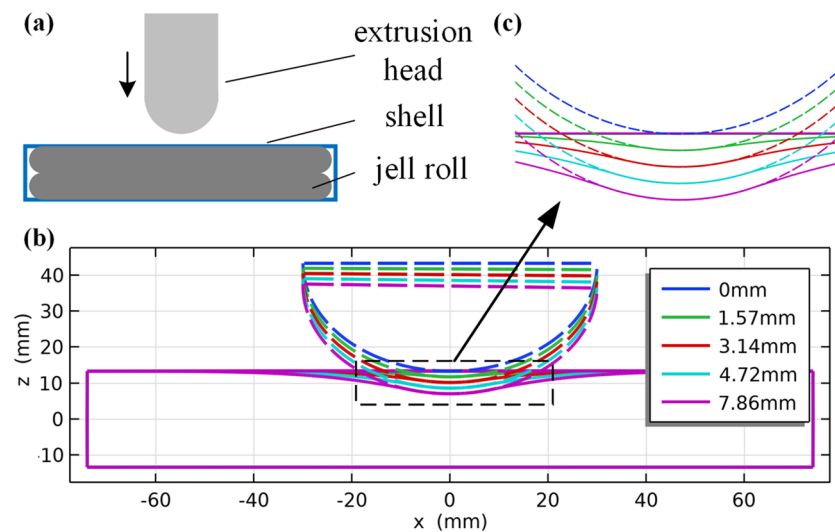 (a)
extrusion
head
shell
jell roll
(c)
(b)
40
30
20
10
0
-10
z (mm)
-60
-40
-20
0
20
40
60
x (mm)
0mm
1.57mm
3.14mm
4.72mm
7.86mm